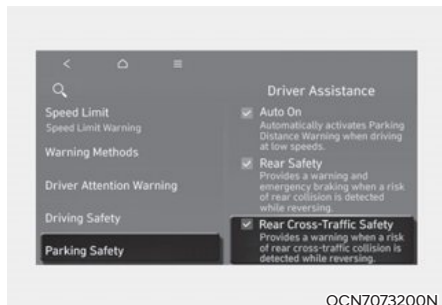 Driver Assistance
Speed Limit
Speed Limit Warning
Warning Methods
Driver Attention Warning
Driving Safety
Parking Safety
Auto On
Automatically activates Parking
Distance Warning when driving
at low speeds.
Rear Safety
Provides a warning and
emergency braking when a risk
of rear collision is detected
while reversing.
Rear Cross-Traffic Safety
Provides a warning when a risk
of rear cross-traffic collision is
detected while reversing.
OCN7073200N